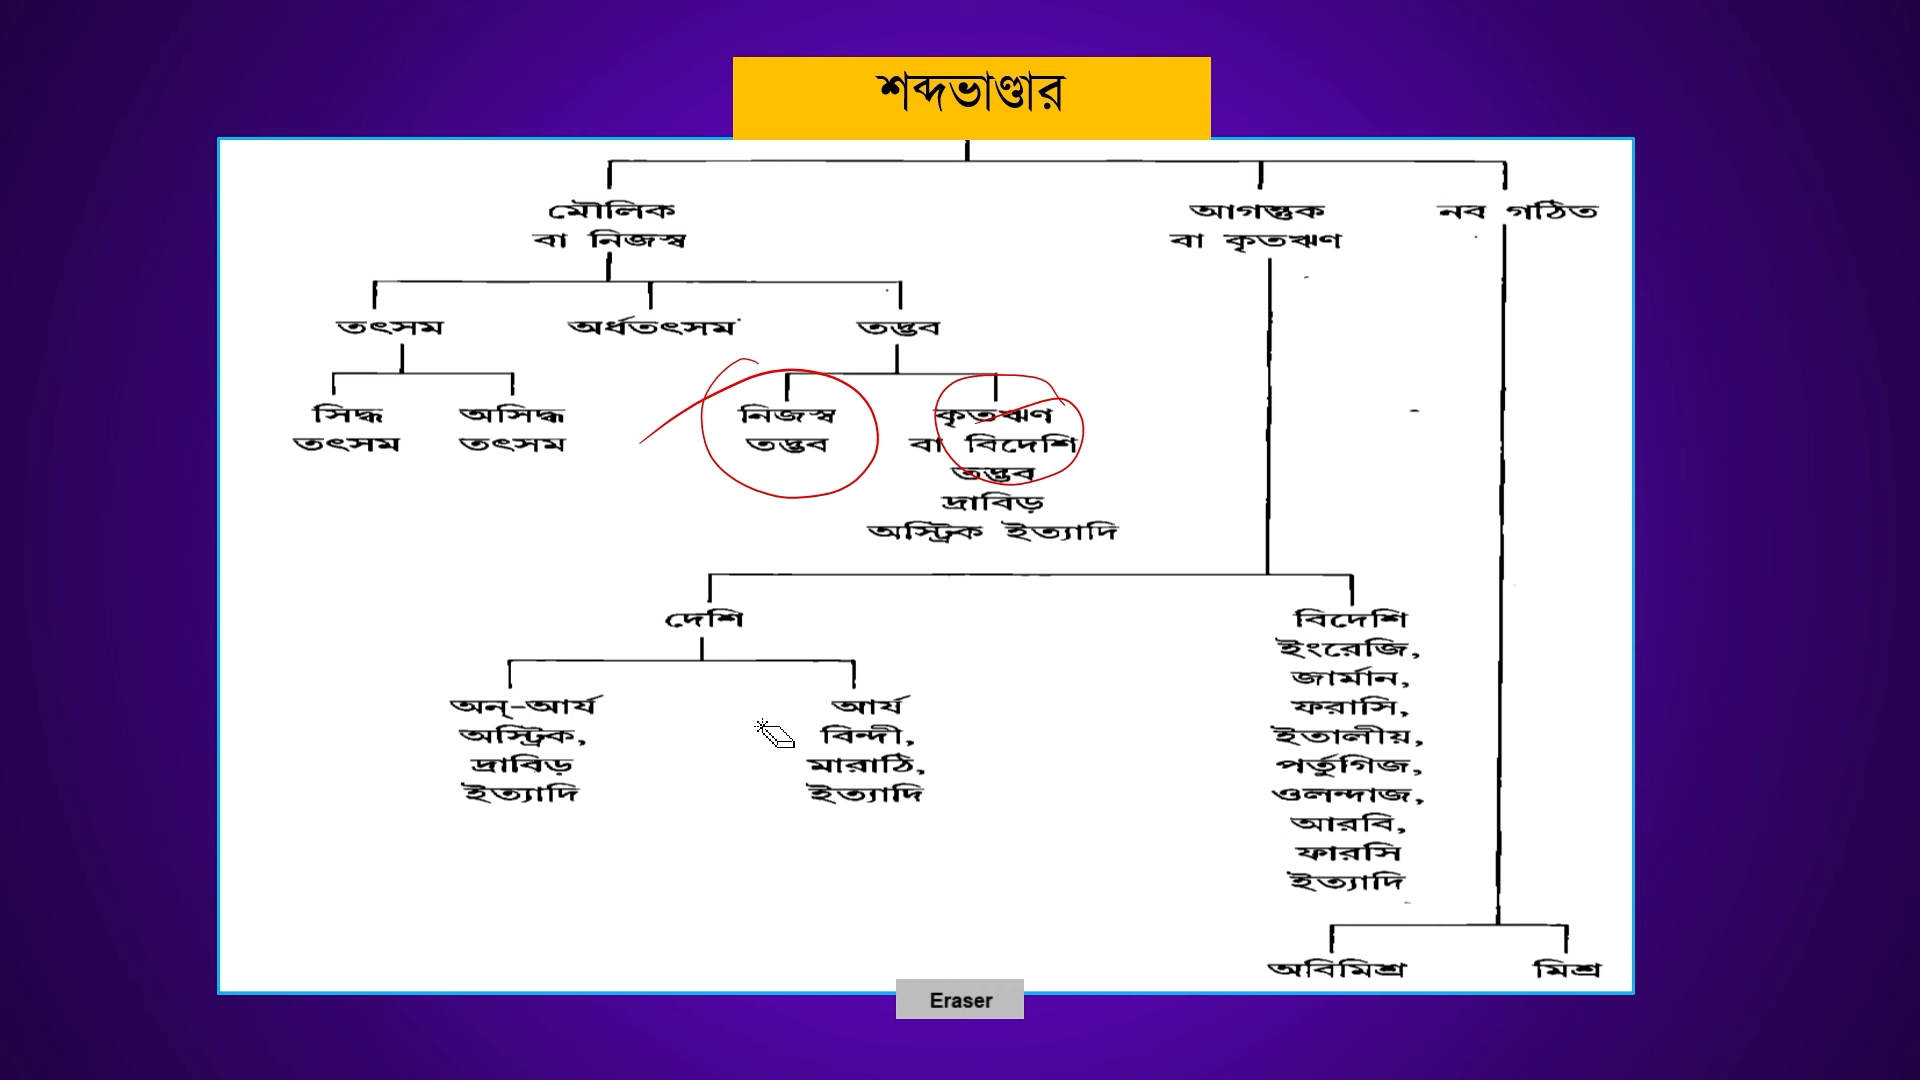 শব্দভাণ্ডার
মৌলিক
বা নিজস্ব
আগন্তুক
বা কৃতঋণ
নব গঠিত
তৎসম
অর্ধতৎসম
তদ্ভব
সিদ্ধ
তৎসম
অসিদ্ধ
তৎসম
নিজস্ব
তদ্ভব
কৃতঋণ
বা বিদেশি
তদ্ভব
দ্রাবিড়
অস্ট্রিক ইত্যাদি
দেশি
বিদেশি
ইংরেজি,
জার্মান,
ফরাসি,
ইতালীয়,
পর্তুগিজ,
ওলন্দাজ,
আরবি,
ফারসি
ইত্যাদি
অন্-আর্য
অস্ট্রিক,
দ্রাবিড়
ইত্যাদি
আর্য
বিন্দী,
মারাঠি,
ইত্যাদি
অবিমিশ্র
মিশ্র
Eraser